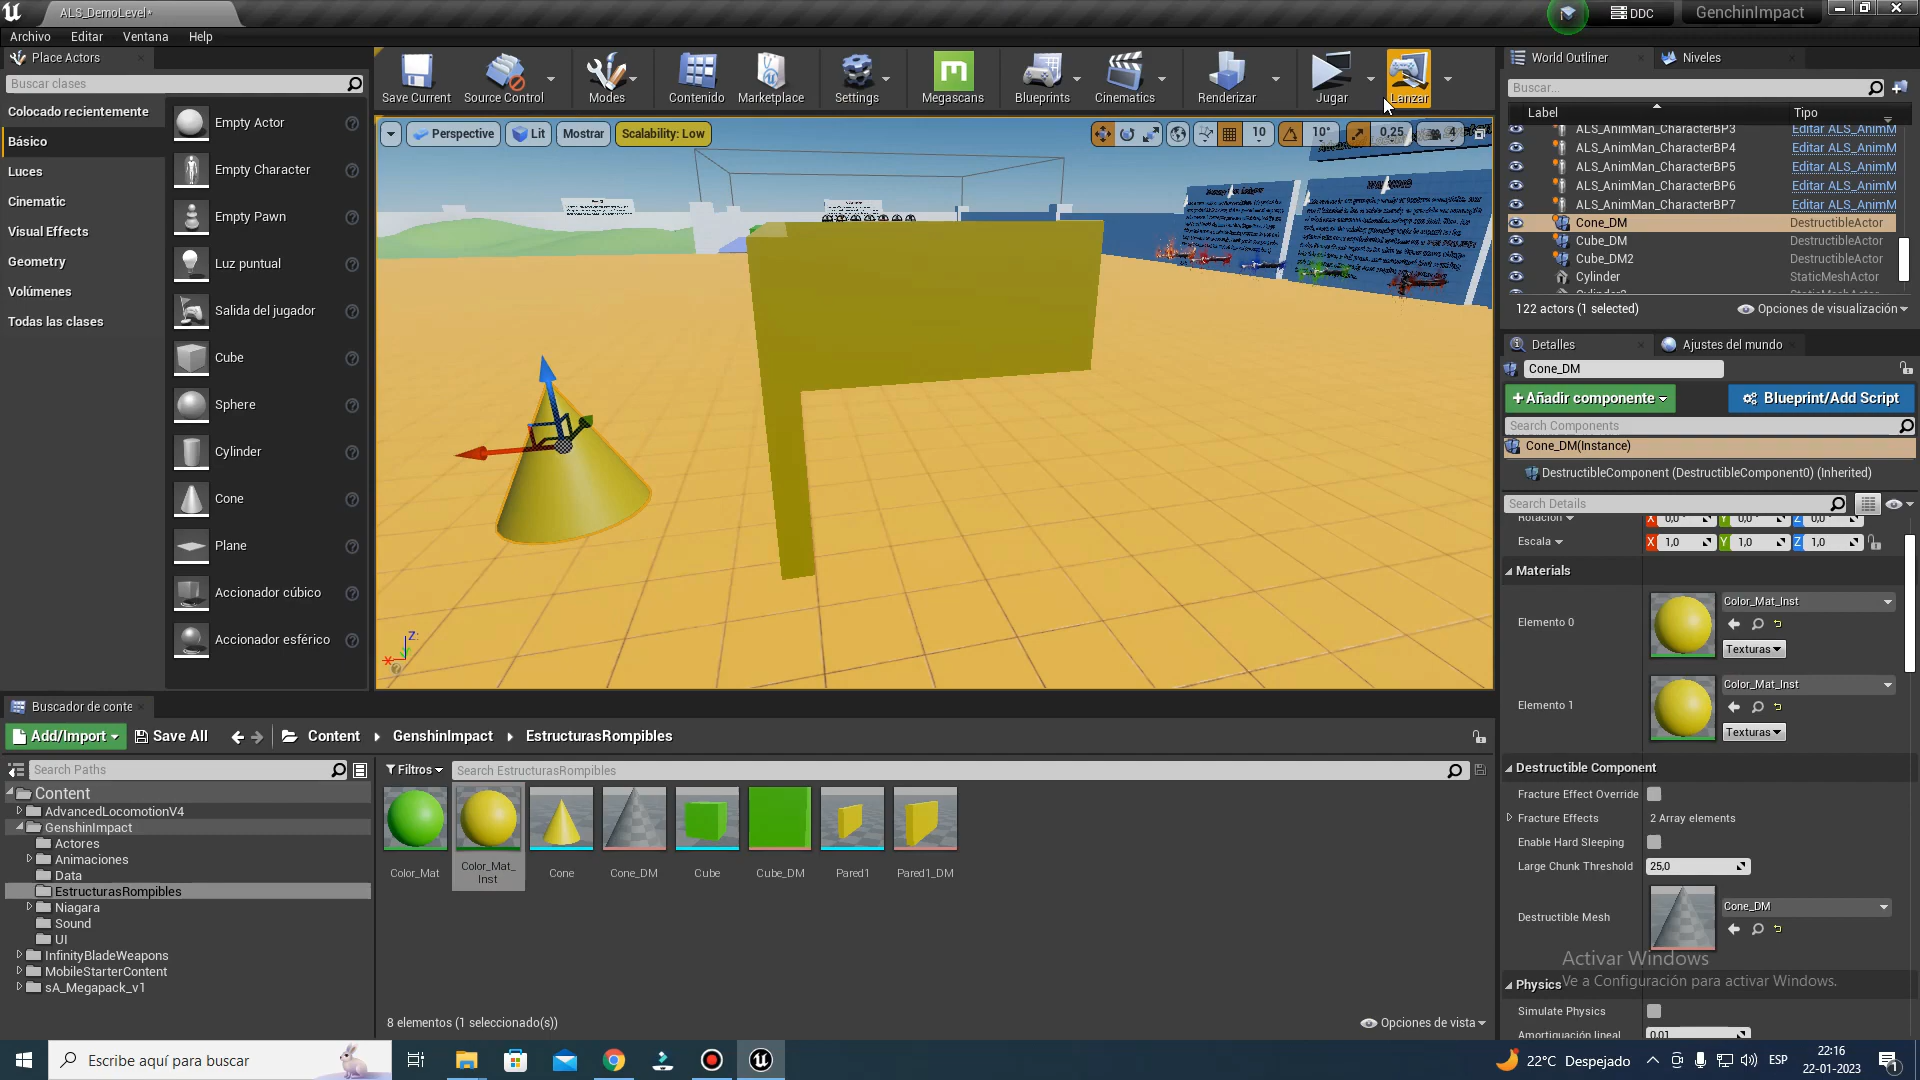 ALS_DemoLevel*
DDC
GenchinImpact
Archivo Editar Ventana Help
Place Actors
Buscar clases
Colocado recientemente
Básico
Luces
Cinematic
Visual Effects
Geometry
Volúmenes
Todas las clases
Empty Actor
Empty Character
Empty Pawn
Luz puntual
Salida del jugador
Cube
Sphere
Cylinder
Cone
Plane
Accionador cúbico
Accionador esférico
Save Current
Source Control
Modes
Contenido
Marketplace
Settings
Megascans
Blueprints
Cinematics
Renderizar
Jugar
Lanzar
Perspective
Lit
Mostrar
Scalability: Low
10
10°
0,25
4
Z
X
World Outliner
Niveles
Buscar...
Label Tipo
ALS_AnimMan_CharacterBP3 Editar ALS_AnimM
ALS_AnimMan_CharacterBP4 Editar ALS_AnimM
ALS_AnimMan_CharacterBP5 Editar ALS_AnimM
ALS_AnimMan_CharacterBP6 Editar ALS_AnimM
ALS_AnimMan_CharacterBP7 Editar ALS_AnimM
Cone_DM DestructibleActor
Cube_DM DestructibleActor
Cube_DM2 DestructibleActor
Cylinder StaticMeshActor
122 actors (1 selected)
Opciones de visualización
Detalles
Ajustes del mundo
Cone_DM
+Añadir componente
Blueprint/Add Script
Search Components
Cone_DM(Instance)
DestructibleComponent (DestructibleComponent0) (Inherited)
Search Details
Rotación X 0,0° Y 0,0° Z 0,0°
Escala X 1,0 Y 1,0 Z 1,0
Materials
Elemento 0
Color_Mat_Inst
Texturas
Elemento 1
Color_Mat_Inst
Texturas
Destructible Component
Fracture Effect Override
Fracture Effects 2 Array elements
Enable Hard Sleeping
Large Chunk Threshold 25,0
Destructible Mesh
Cone_DM
Physics
Simulate Physics
Amortiguación lineal 0,01
Activar Windows
Ve a Configuración para activar Windows.
Buscador de conte
Add/Import
Save All
Content GenshinImpact EstructurasRompibles
Search Paths
Filtros
Search EstructurasRompibles
Content
AdvancedLocomotionV4
GenshinImpact
Actores
Animaciones
Data
EstructurasRompibles
Niagara
Sound
UI
InfinityBladeWeapons
MobileStarterContent
sA_Megapack_v1
Color_Mat
Color_Mat_
Inst
Cone
Cone_DM
Cube
Cube_DM
Pared1
Pared1_DM
8 elementos (1 seleccionado(s))
Opciones de vista
Escribe aquí para buscar
22°C Despejado
ESP
22:16
22-01-2023
1